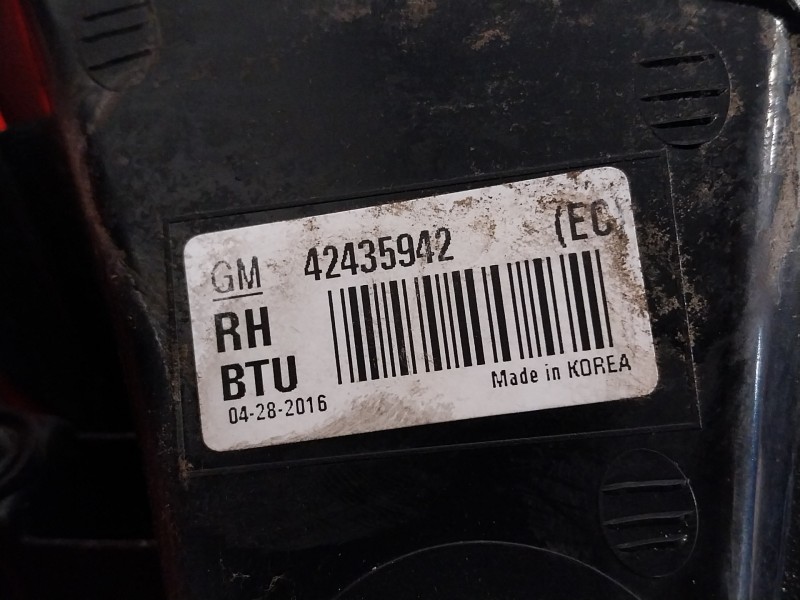 GM 42435942 (EC
RH
BTU
Made in KOREA
04-28-2016